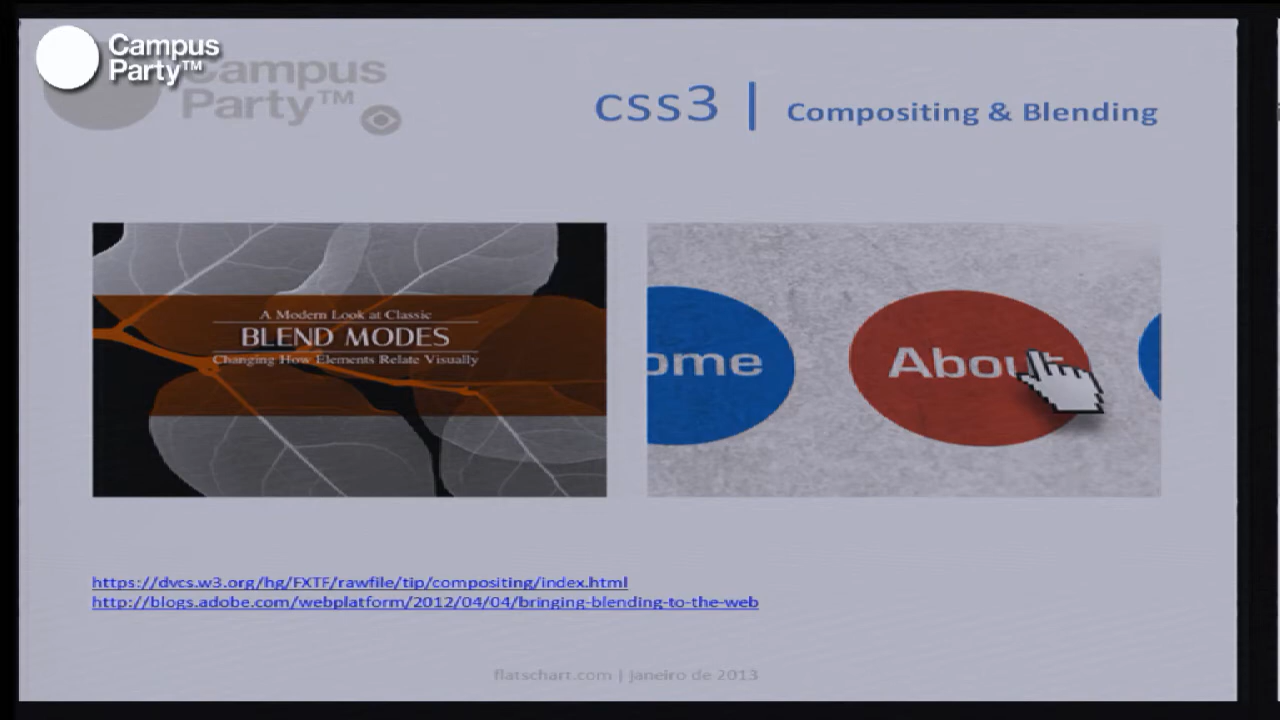 Campus
Party™
Campus
Party™
css3 | Compositing & Blending
A Modern Look at Classic
BLEND MODES
Changing How Elements Relate Visually
ome
About
https://dvcs.w3.org/hg/FXTF/rawfile/tip/compositing/index.html
http://blogs.adobe.com/webplatform/2012/04/04/bringing-blending-to-the-web
flatschart.com | janeiro de 2013